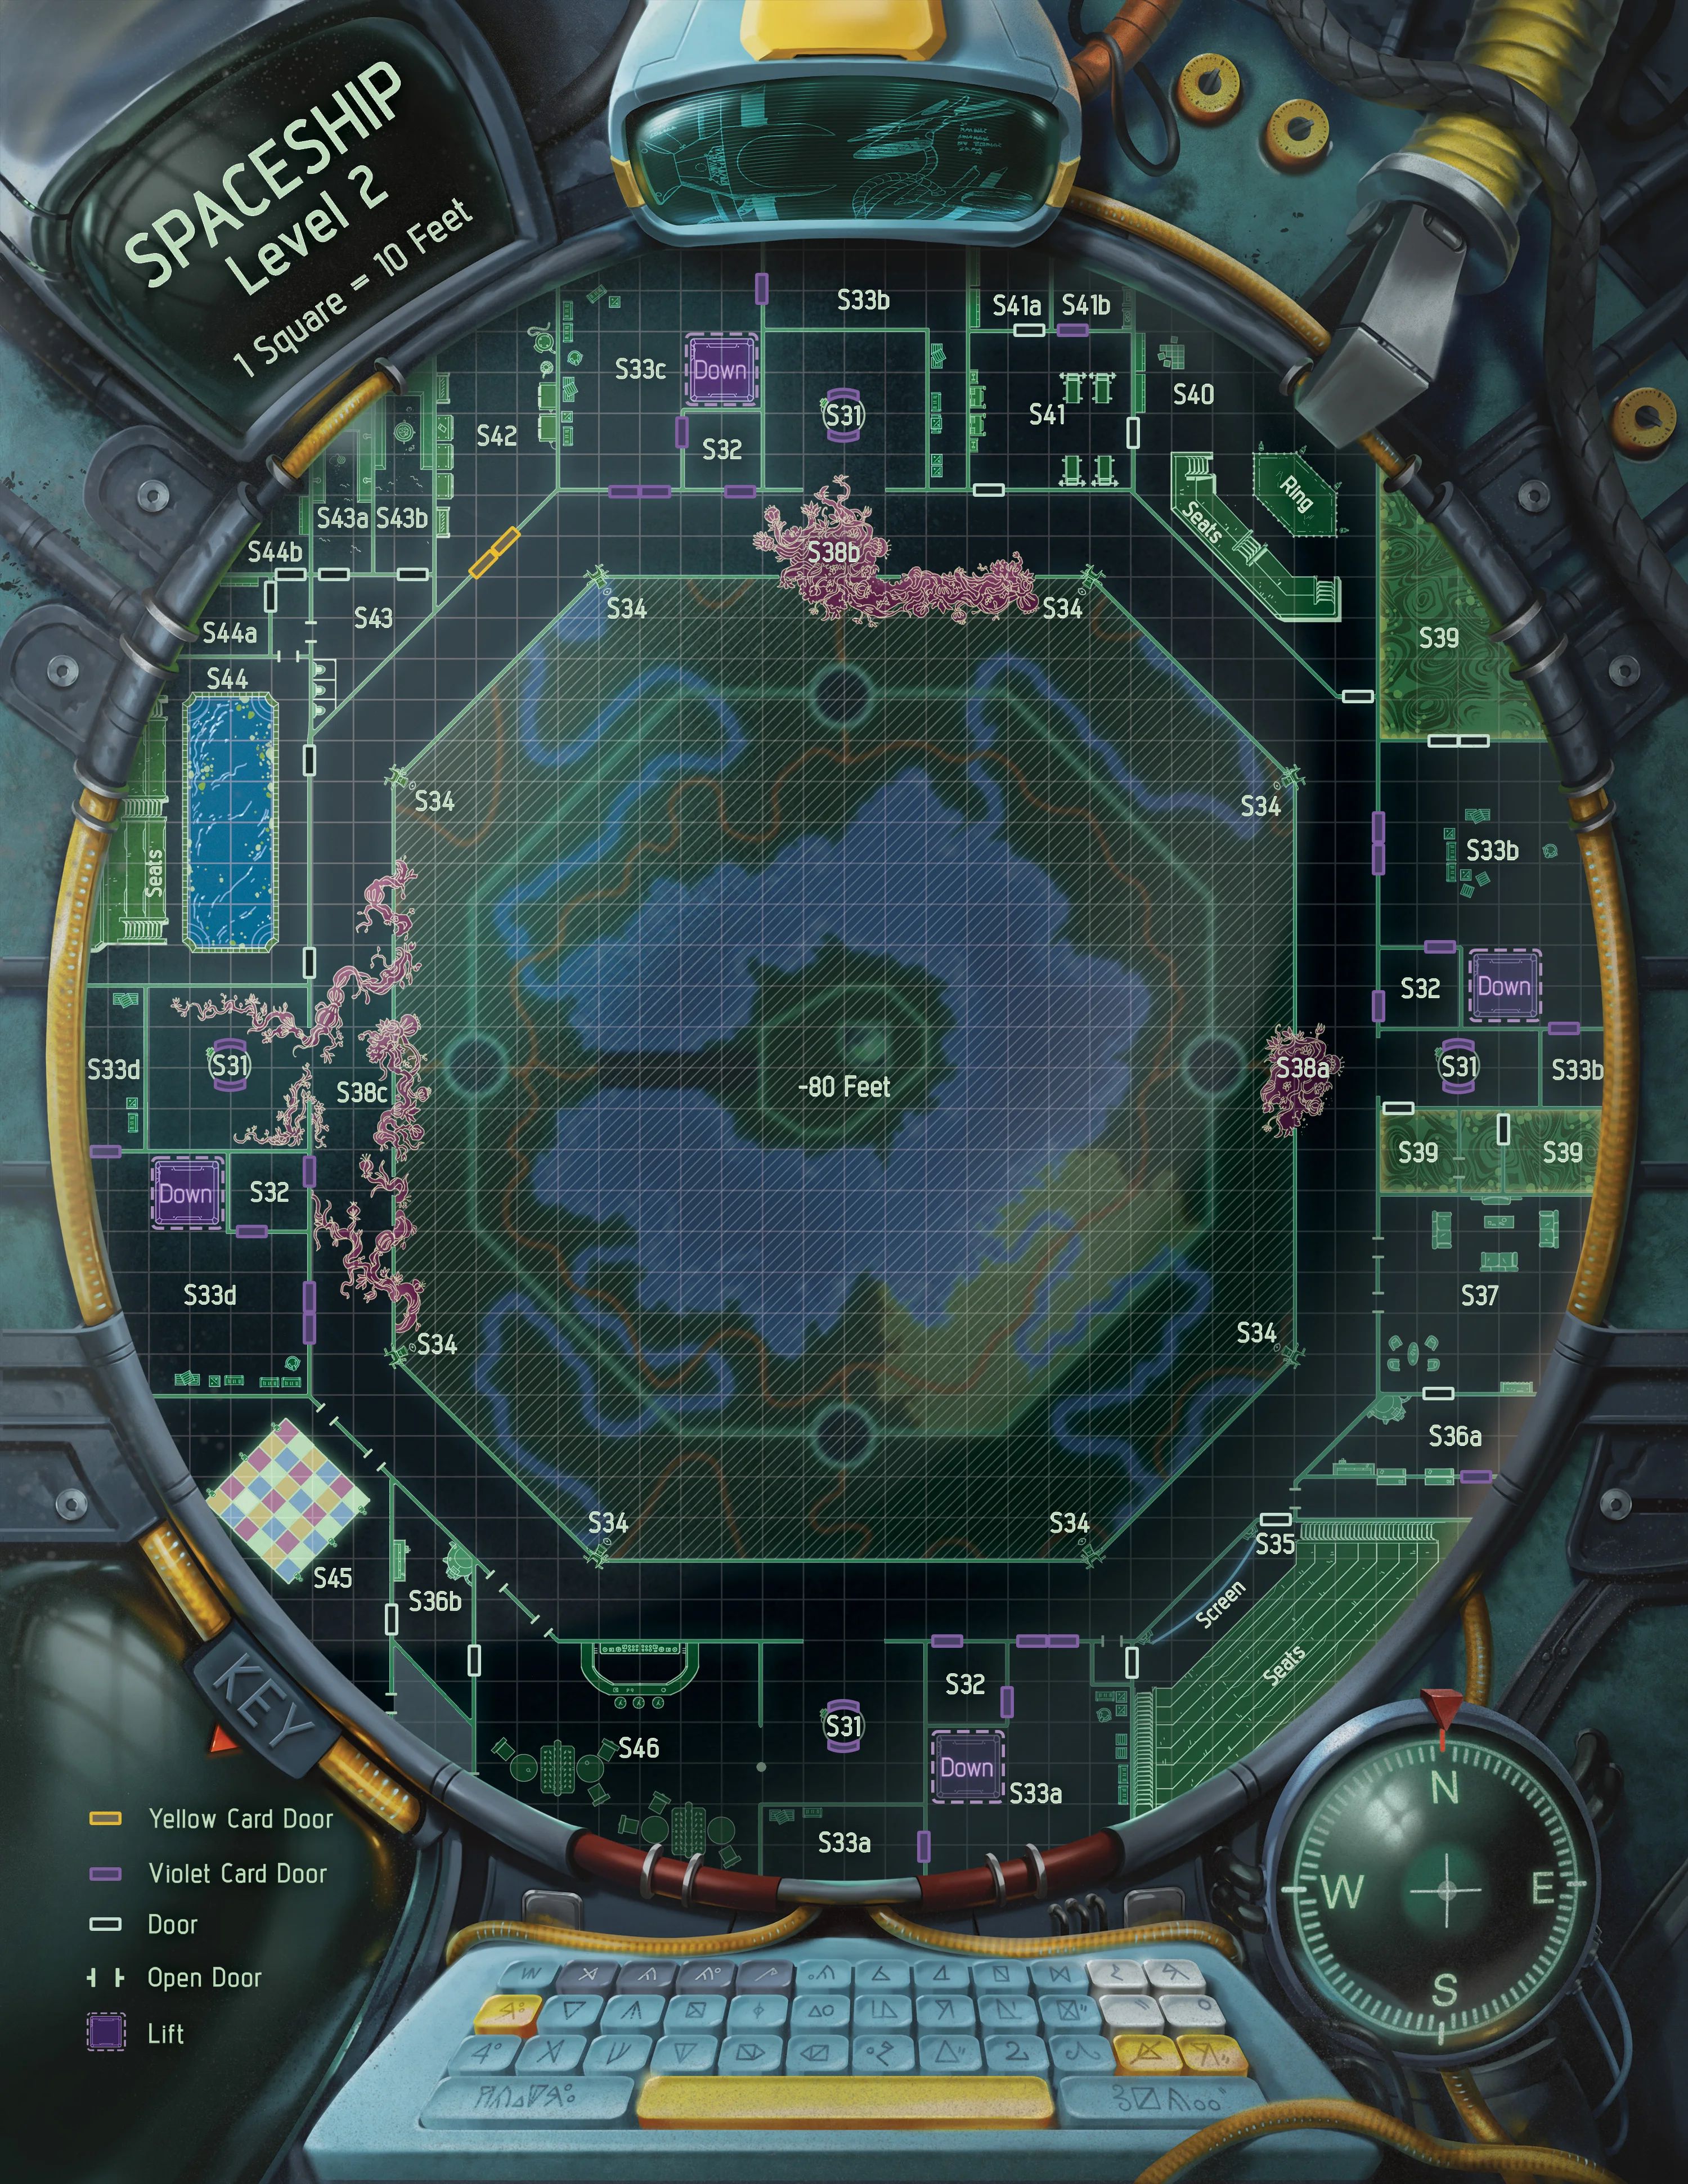 SPACESHIP
Level 2
1 Square = 10 Feet
S33b
S41a
S41b
S33c
Down
S40
S31
S41
S42
S32
Ring
S43a
S43b
Seats
S44b
S38b
S34
S34
S43
S44a
S39
S44
S34
S34
Seats
S33b
S32
Down
S33d
S31
S38c
-80 Feet
S38a
S31
S33b
S39
S39
Down
S32
S33d
S37
S34
S34
S36a
S34
S34
S35
S45
S36b
Screen
Seats
S32
KEY
S31
S46
Down
S33a
S33a
N
W
E
S
Yellow Card Door
Violet Card Door
Door
Open Door
Lift